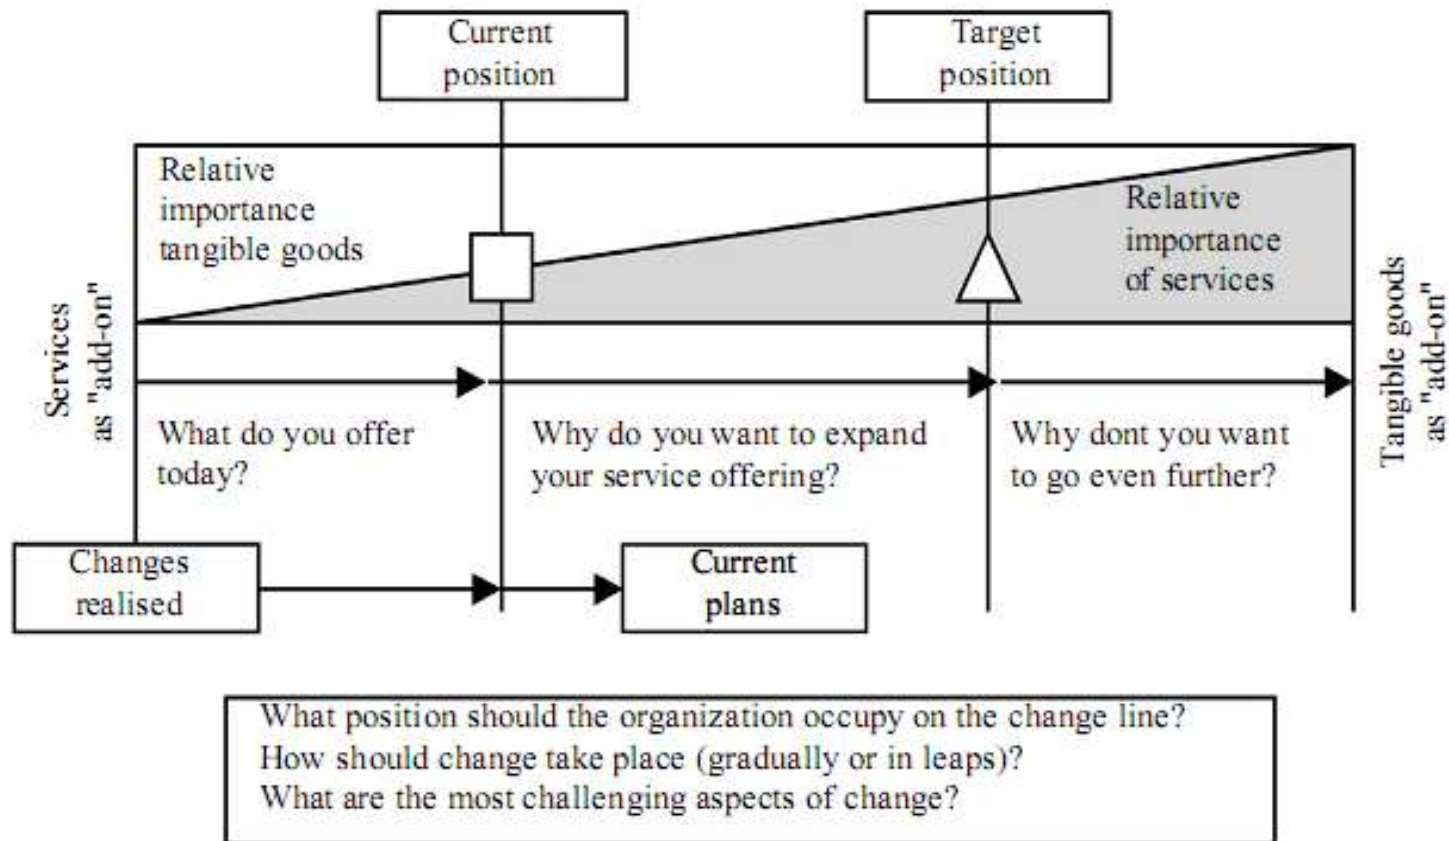 Current
position
Target
position
Relative
importance
tangible goods
Relative
importance
of services
Services
as "add-on"
Tangible goods
as "add-on"
What do you offer
today?
Why do you want to expand
your service offering?
Why dont you want
to go even further?
Changes
realised
Current
plans
What position should the organization occupy on the change line?
How should change take place (gradually or in leaps)?
What are the most challenging aspects of change?